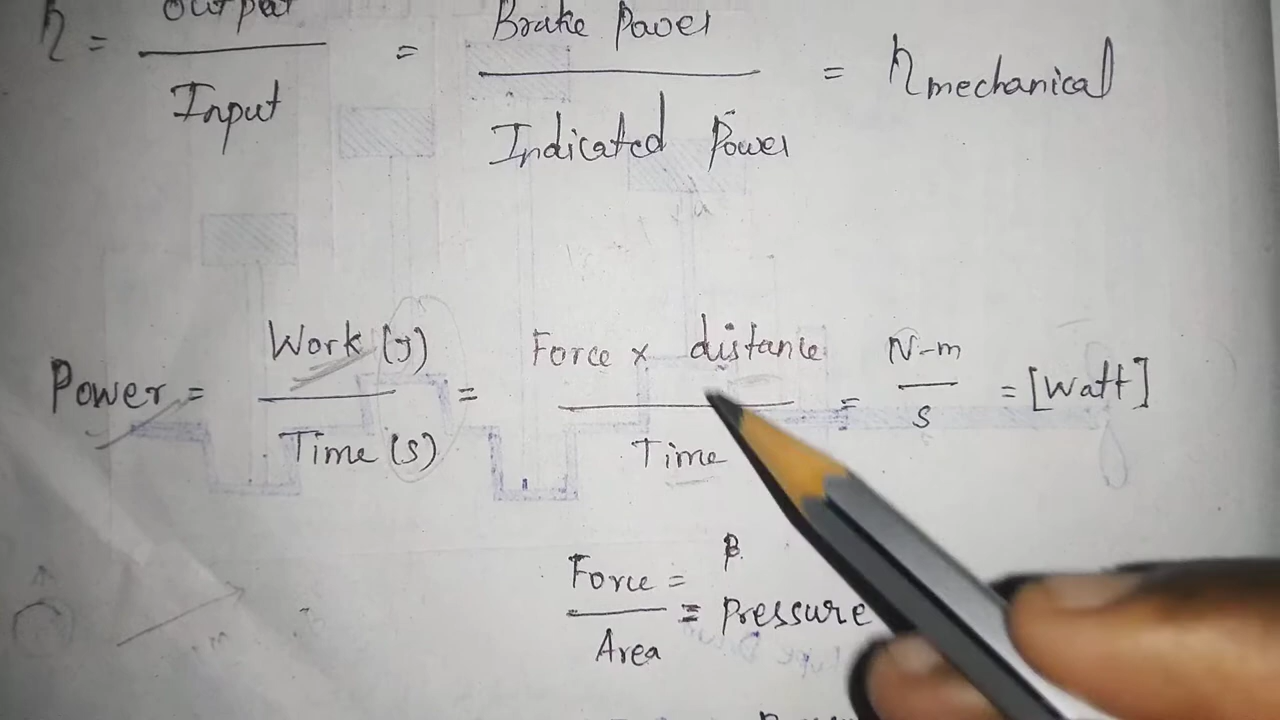 η = Output / Input = Brake Power / Indicated Power = η mechanical
Power = Work (J) / Time (s) = Force × distance / Time = N-m / s = [Watt]
Force / Area = = Pressure
P